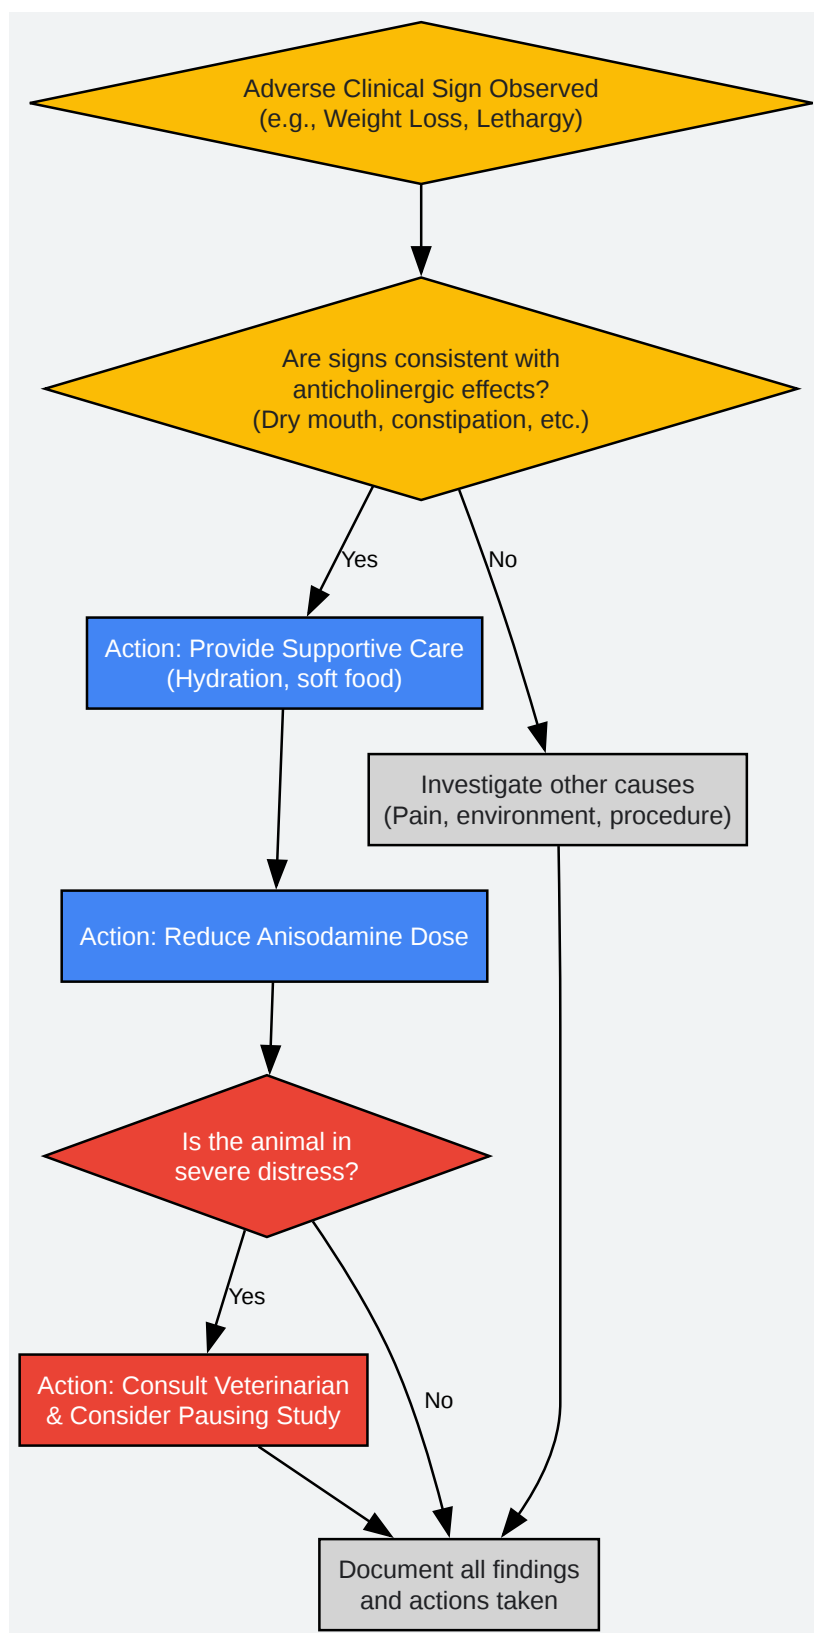 Adverse Clinical Sign Observed
(e.g., Weight Loss, Lethargy)
Are signs consistent with
anticholinergic effects?
(Dry mouth, constipation, etc.)
Yes
No
Action: Provide Supportive Care
(Hydration, soft food)
Investigate other causes
(Pain, environment, procedure)
Action: Reduce Anisodamine Dose
Is the animal in
severe distress?
Yes
Action: Consult Veterinarian
& Consider Pausing Study
No
Document all findings
and actions taken